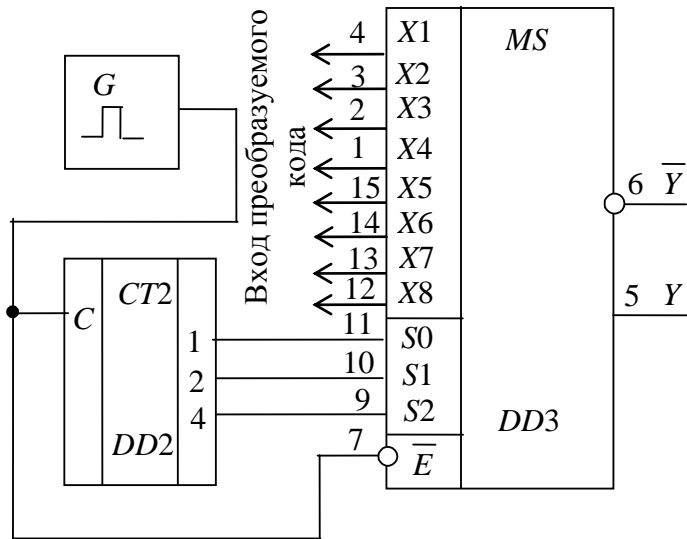 G
C
CT2
1
2
4
DD2
Вход преобразуемого
кода
4 X1
3 X2
2 X3
1 X4
15 X5
14 X6
13 X7
12 X8
11 S0
10 S1
9 S2
7 E̅
MS
DD3
6 Y̅
5 Y